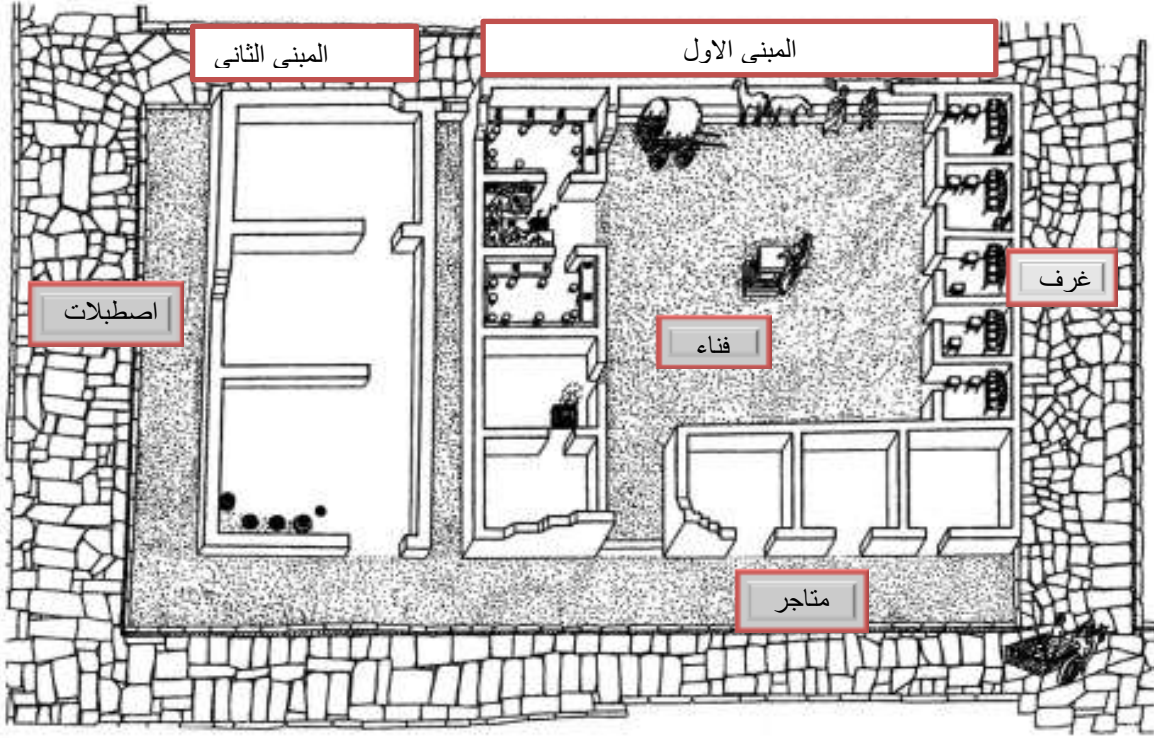 المبنى الاول
المبنى الثانى
غرف
اصطبلات
فناء
متاجر